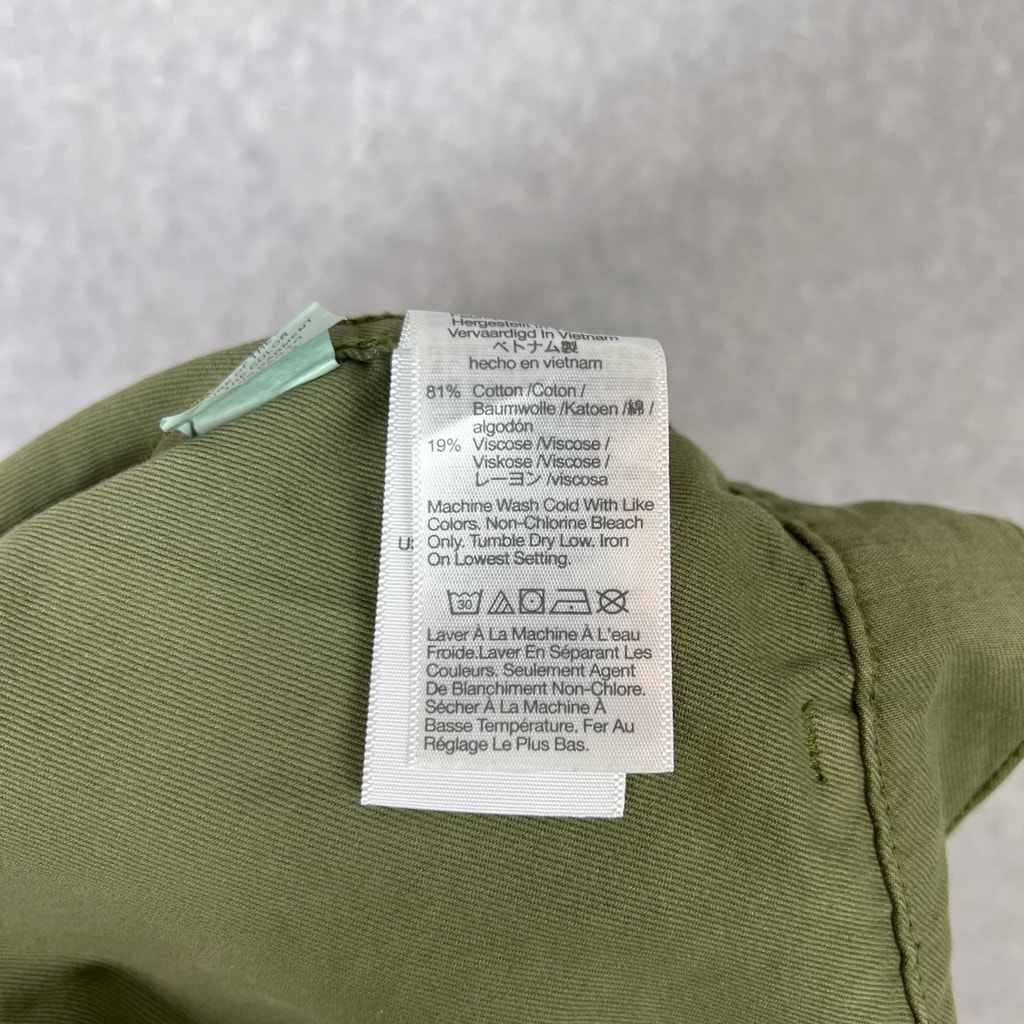 Hergestellt In
Vervaardigd In Vietnam
ベトナム製
hecho en vietnam
81% Cotton /Coton /
Baumwolle /Katoen /綿 /
algodón
19% Viscose /Viscose /
Viskose /Viscose /
レーヨン /viscosa
Machine Wash Cold With Like
Colors. Non-Chlorine Bleach
Only. Tumble Dry Low. Iron
On Lowest Setting.
30
Laver À La Machine À L'eau
Froide.Laver En Séparant Les
Couleurs. Seulement Agent
De Blanchiment Non-Chlore.
Sécher À La Machine À
Basse Température. Fer Au
Réglage Le Plus Bas.